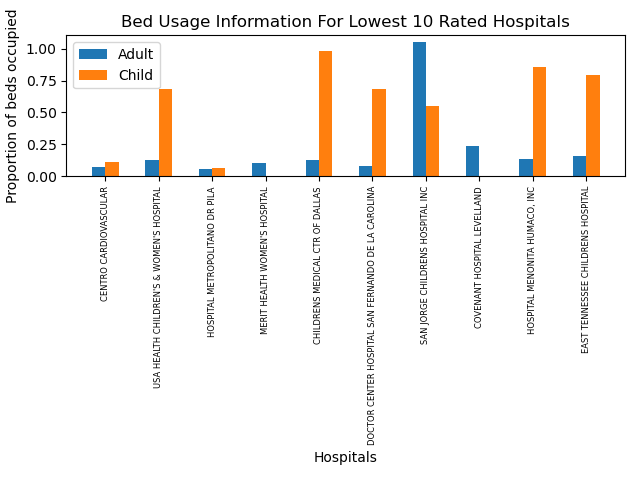 Bed Usage Information For Lowest 10 Rated Hospitals
Proportion of beds occupied
1.00
0.75
0.50
0.25
0.00
Adult
Child
CENTRO CARDIOVASCULAR
USA HEALTH CHILDREN'S & WOMEN'S HOSPITAL
HOSPITAL METROPOLITANO DR PILA
MERIT HEALTH WOMEN'S HOSPITAL
CHILDRENS MEDICAL CTR OF DALLAS
DOCTOR CENTER HOSPITAL SAN FERNANDO DE LA CAROLINA
SAN JORGE CHILDRENS HOSPITAL INC
COVENANT HOSPITAL LEVELLAND
HOSPITAL MENONITA HUMACO, INC
EAST TENNESSEE CHILDRENS HOSPITAL
Hospitals